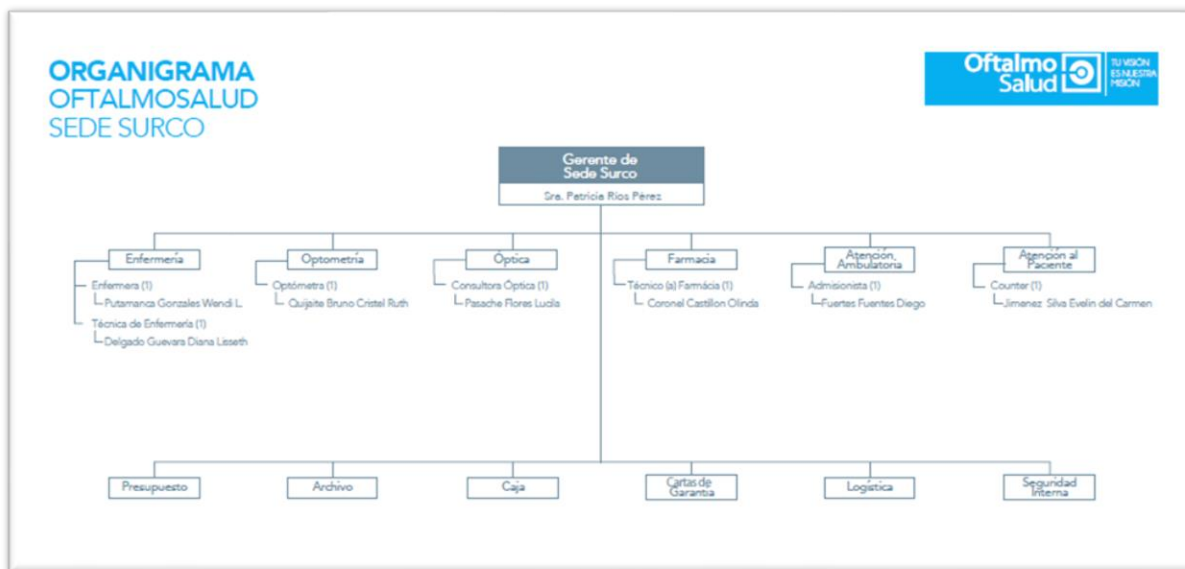 ORGANIGRAMA
OFTALMOSALUD
SEDE SURCO
Oftalmo
Salud
TU VISIÓN
ES NUESTRA
MISIÓN
Gerente de
Sede Surco
Sra. Patricia Ríos Pérez
Enfermería
Enfermera (1)
Putamanca Gonzales Wendi L.
Técnica de Enfermería (1)
Delgado Guevara Diana Lisseth
Optometría
Optómetra (1)
Quijaite Bruno Cristel Ruth
Óptica
Consultora Óptica (1)
Pasache Flores Lucila
Farmacia
Técnico (a) Farmácia (1)
Coronel Castillon Olinda
Atención,
Ambulatoria
Admisionista (1)
Fuertes Fuentes Diego
Atención al
Paciente
Counter (1)
Jimenez Silva Evelin del Carmen
Presupuesto
Archivo
Caja
Cartas de
Garantia
Logística
Seguridad
Interna